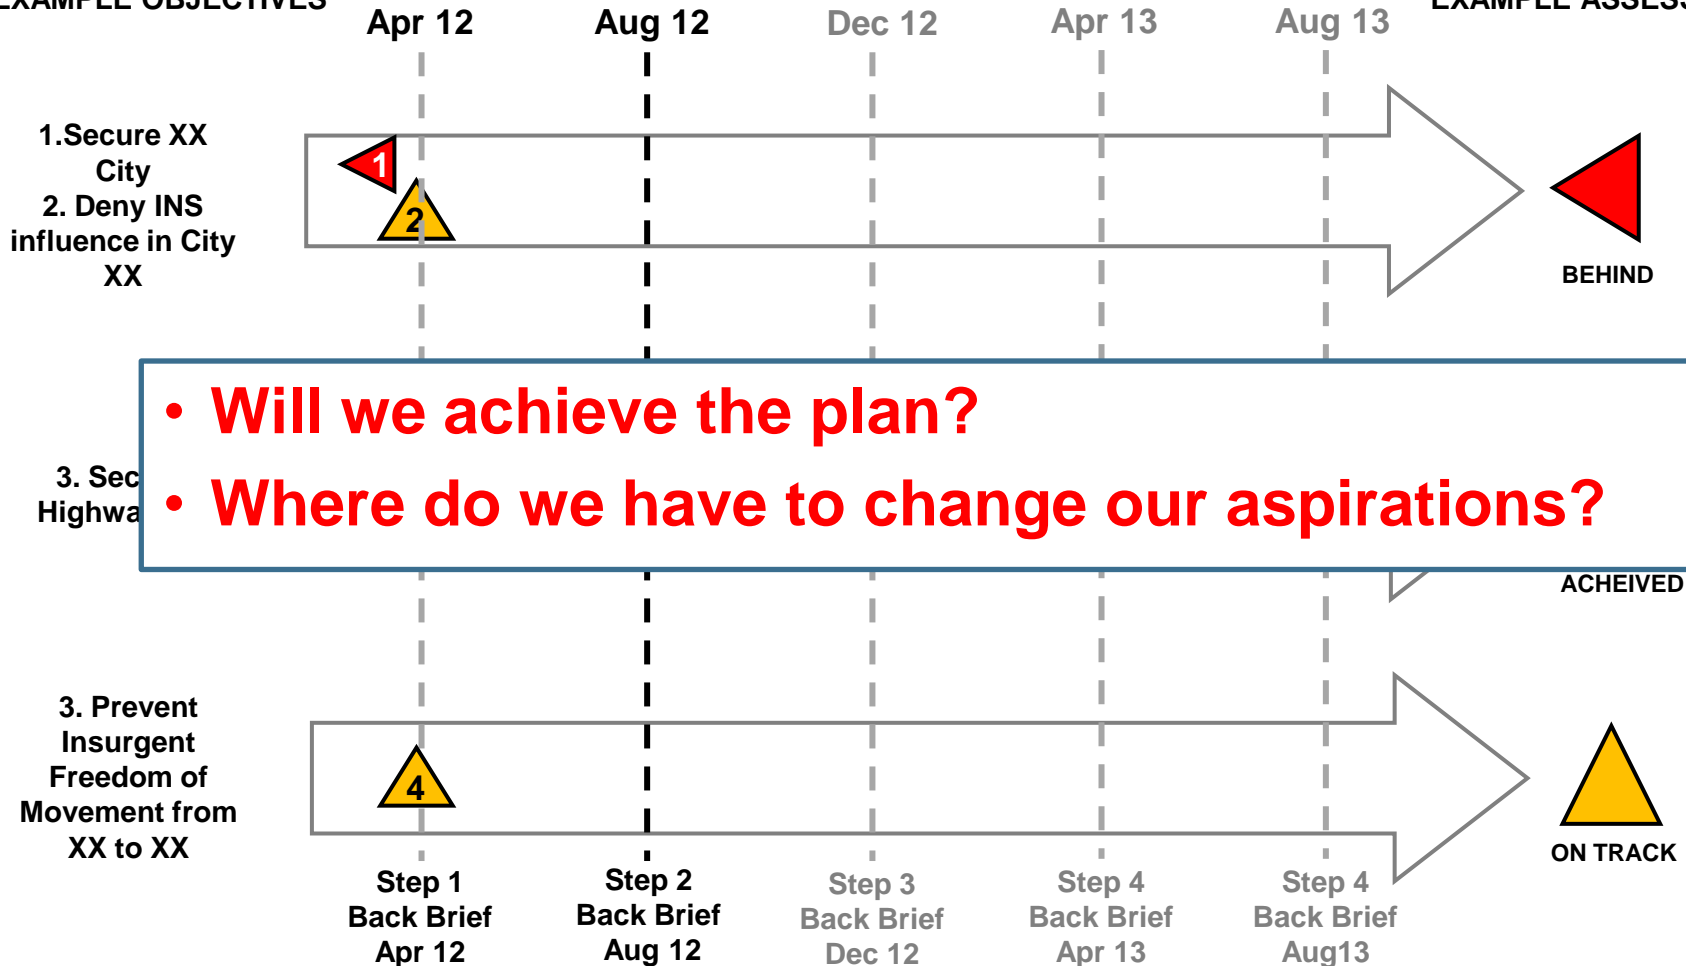 EXAMPLE OBJECTIVES
EXAMPLE
Apr 12
Aug 12
Dec 12
Apr 13
Aug 13
1.Secure XX
City
2. Deny INS
influence in City
XX
1
2
BEHIND
• Will we achieve the plan?
• Where do we have to change our aspirations?
3.
ACHEIVED
3. Prevent
Insurgent
Freedom of
Movement from
XX to XX
4
ON TRACK
Step 1
Back Brief
Apr 12
Step 2
Back Brief
Aug 12
Step 3
Back Brief
Dec 12
Step 4
Back Brief
Apr 13
Step 4
Back Brief
Aug13